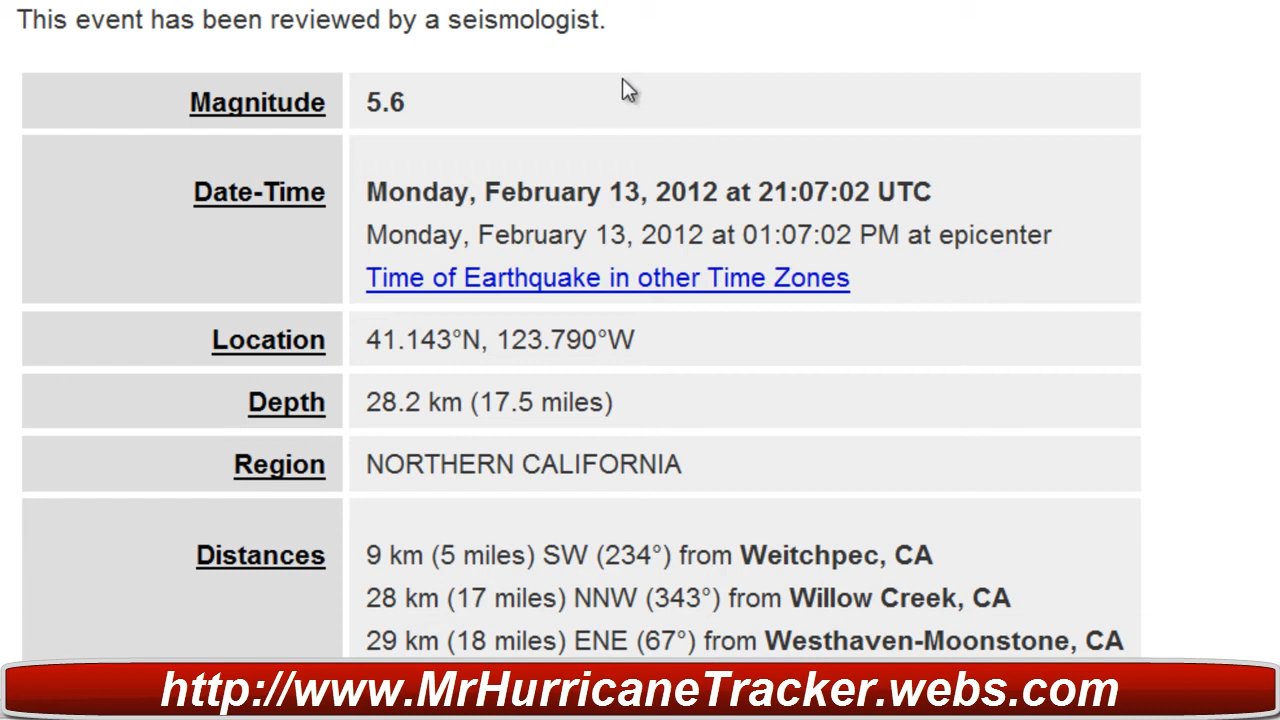 This event has been reviewed by a seismologist.
Magnitude 5.6
Date-Time Monday, February 13, 2012 at 21:07:02 UTC
Monday, February 13, 2012 at 01:07:02 PM at epicenter
Time of Earthquake in other Time Zones
Location 41.143°N, 123.790°W
Depth 28.2 km (17.5 miles)
Region NORTHERN CALIFORNIA
Distances 9 km (5 miles) SW (234°) from Weitchpec, CA
28 km (17 miles) NNW (343°) from Willow Creek, CA
29 km (18 miles) ENE (67°) from Westhaven-Moonstone, CA
http://www.MrHurricaneTracker.webs.com